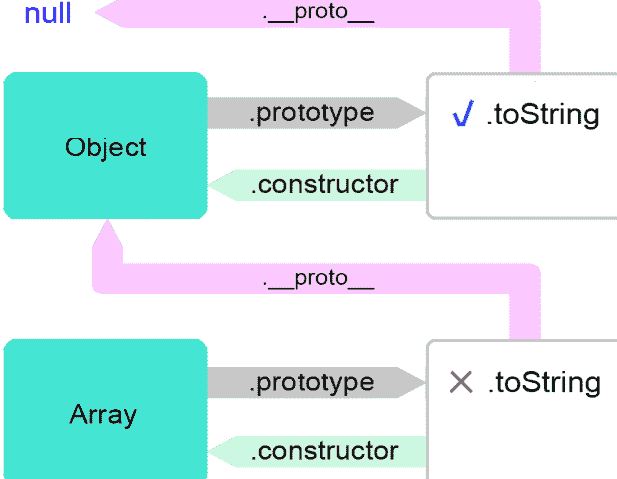 null
.__proto__
Object
.prototype
.toString
.constructor
.__proto__
Array
.prototype
.toString
.constructor